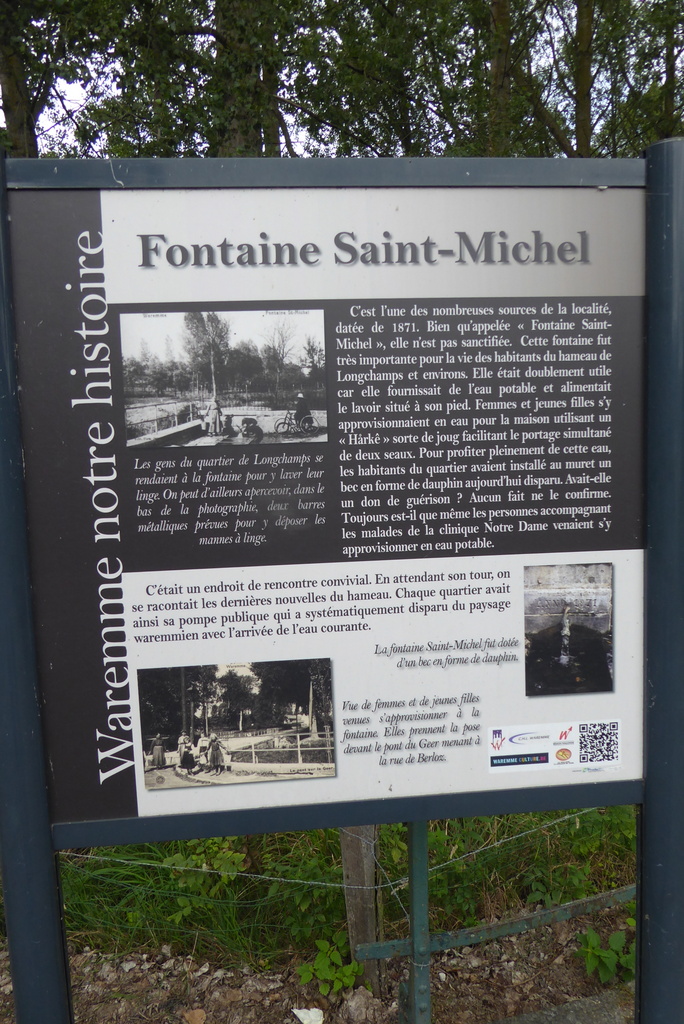 Fontaine Saint-Michel
Waremme notre histoire
Waremme
Fontaine St-Michel
C'est l'une des nombreuses sources de la localité,
datée de 1871. Bien qu'appelée « Fontaine Saint-
Michel », elle n'est pas sanctifiée. Cette fontaine fut
très importante pour la vie des habitants du hameau de
Longchamps et environs. Elle était doublement utile
car elle fournissait de l'eau potable et alimentait
le lavoir situé à son pied. Femmes et jeunes filles s'y
approvisionnaient en eau pour la maison utilisant un
« Hårkê » sorte de joug facilitant le portage simultané
de deux seaux. Pour profiter pleinement de cette eau,
les habitants du quartier avaient installé au muret un
bec en forme de dauphin aujourd'hui disparu. Avait-elle
un don de guérison ? Aucun fait ne le confirme.
Toujours est-il que même les personnes accompagnant
les malades de la clinique Notre Dame venaient s'y
approvisionner en eau potable.
Les gens du quartier de Longchamps se
rendaient à la fontaine pour y laver leur
linge. On peut d'ailleurs apercevoir, dans le
bas de la photographie, deux barres
métalliques prévues pour y déposer les
mannes à linge.
C'était un endroit de rencontre convivial. En attendant son tour, on
se racontait les dernières nouvelles du hameau. Chaque quartier avait
ainsi sa pompe publique qui a systématiquement disparu du paysage
waremmien avec l'arrivée de l'eau courante.
La fontaine Saint-Michel fut dotée
d'un bec en forme de dauphin.
Vue de femmes et de jeunes filles
venues s'approvisionner à la
fontaine. Elles prennent la pose
devant le pont du Geer menant à
la rue de Berloz.
Le pont sur le Geer
WAREMME CULTURE.BE